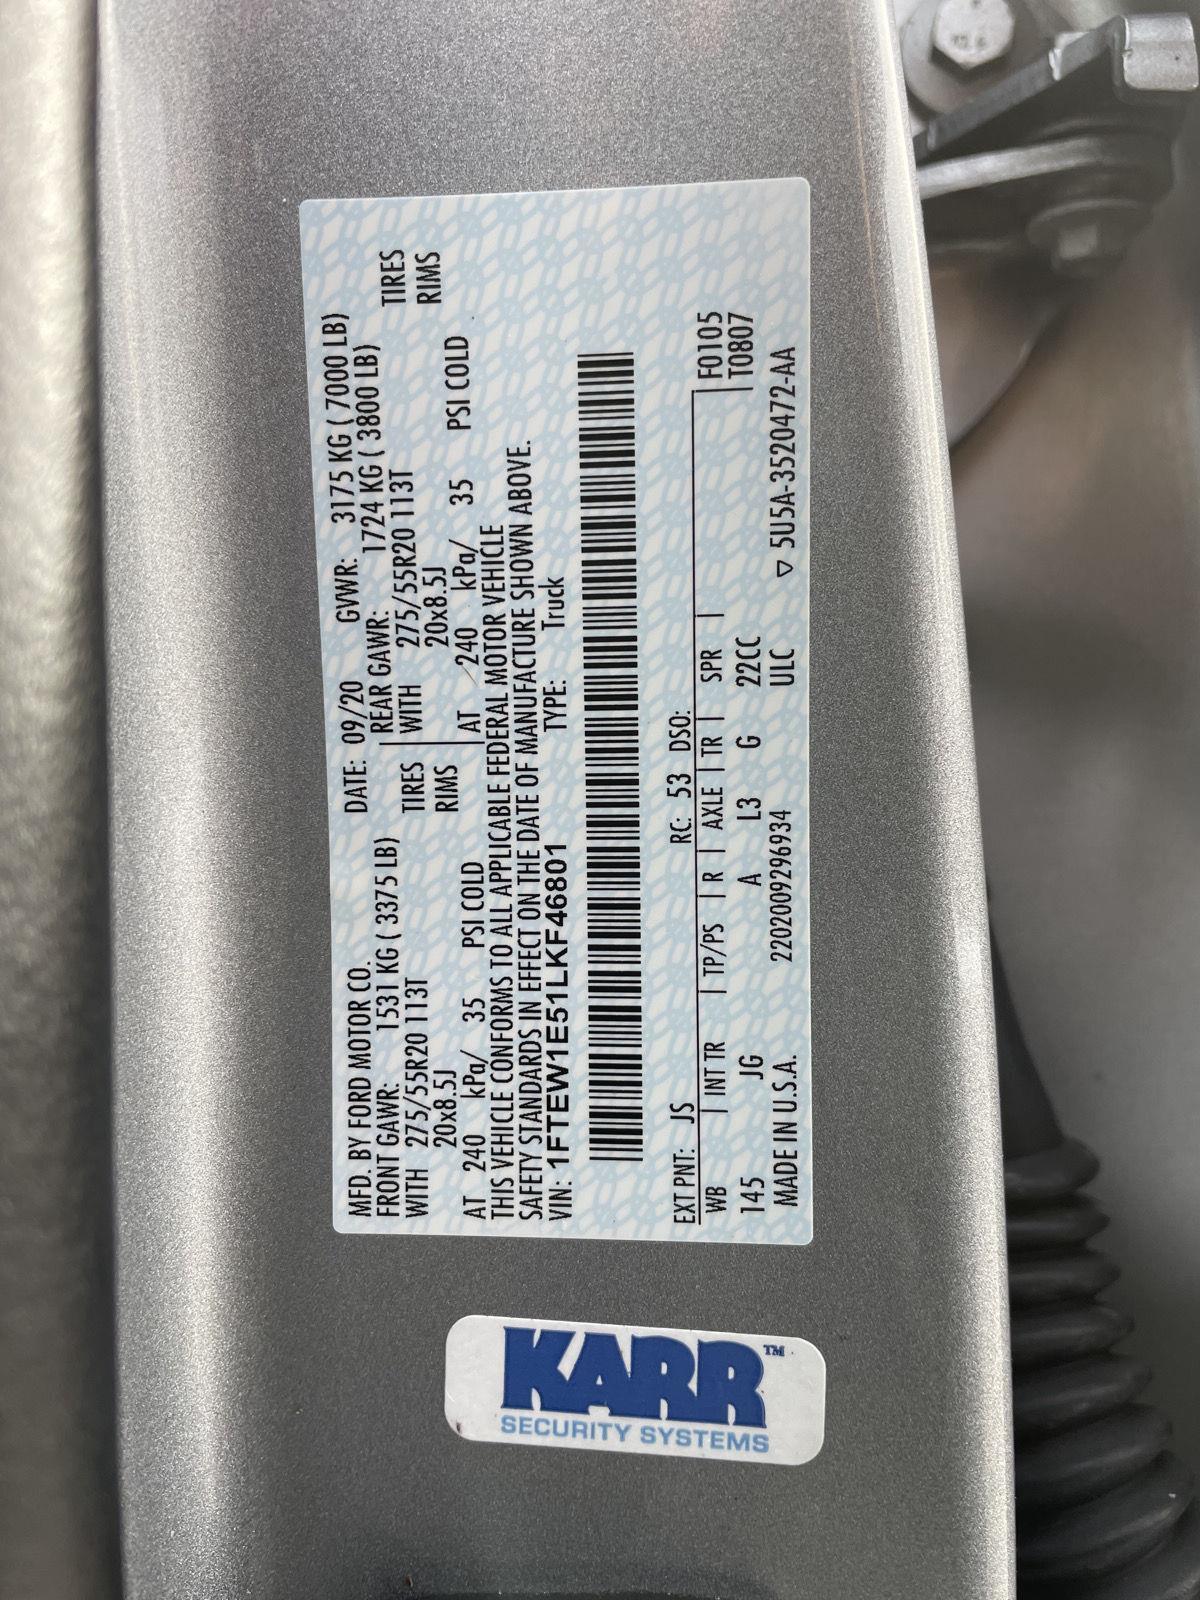 MFD. BY FORD MOTOR CO. DATE: 09/20 GVWR: 3175 KG ( 7000 LB)
FRONT GAWR: 1531 KG ( 3375 LB) REAR GAWR: 1724 KG ( 3800 LB)
WITH 275/55R20 113T TIRES WITH 275/55R20 113T TIRES
20x8.5J RIMS 20x8.5J RIMS
AT 240 kPa/ 35 PSI COLD AT 240 kPa/ 35 PSI COLD
THIS VEHICLE CONFORMS TO ALL APPLICABLE FEDERAL MOTOR VEHICLE
SAFETY STANDARDS IN EFFECT ON THE DATE OF MANUFACTURE SHOWN ABOVE.
VIN: 1FTEW1E51LKF46801 TYPE: Truck
EXT PNT: JS RC: 53 DSO:
WB | INT TR | TP/PS | R | AXLE | TR | SPR | F0105
145 JG A L3 G 22CC T0807
MADE IN U.S.A. 2202009296934 ULC ▽ 5U5A-3520472-AA
KARR™
SECURITY SYSTEMS